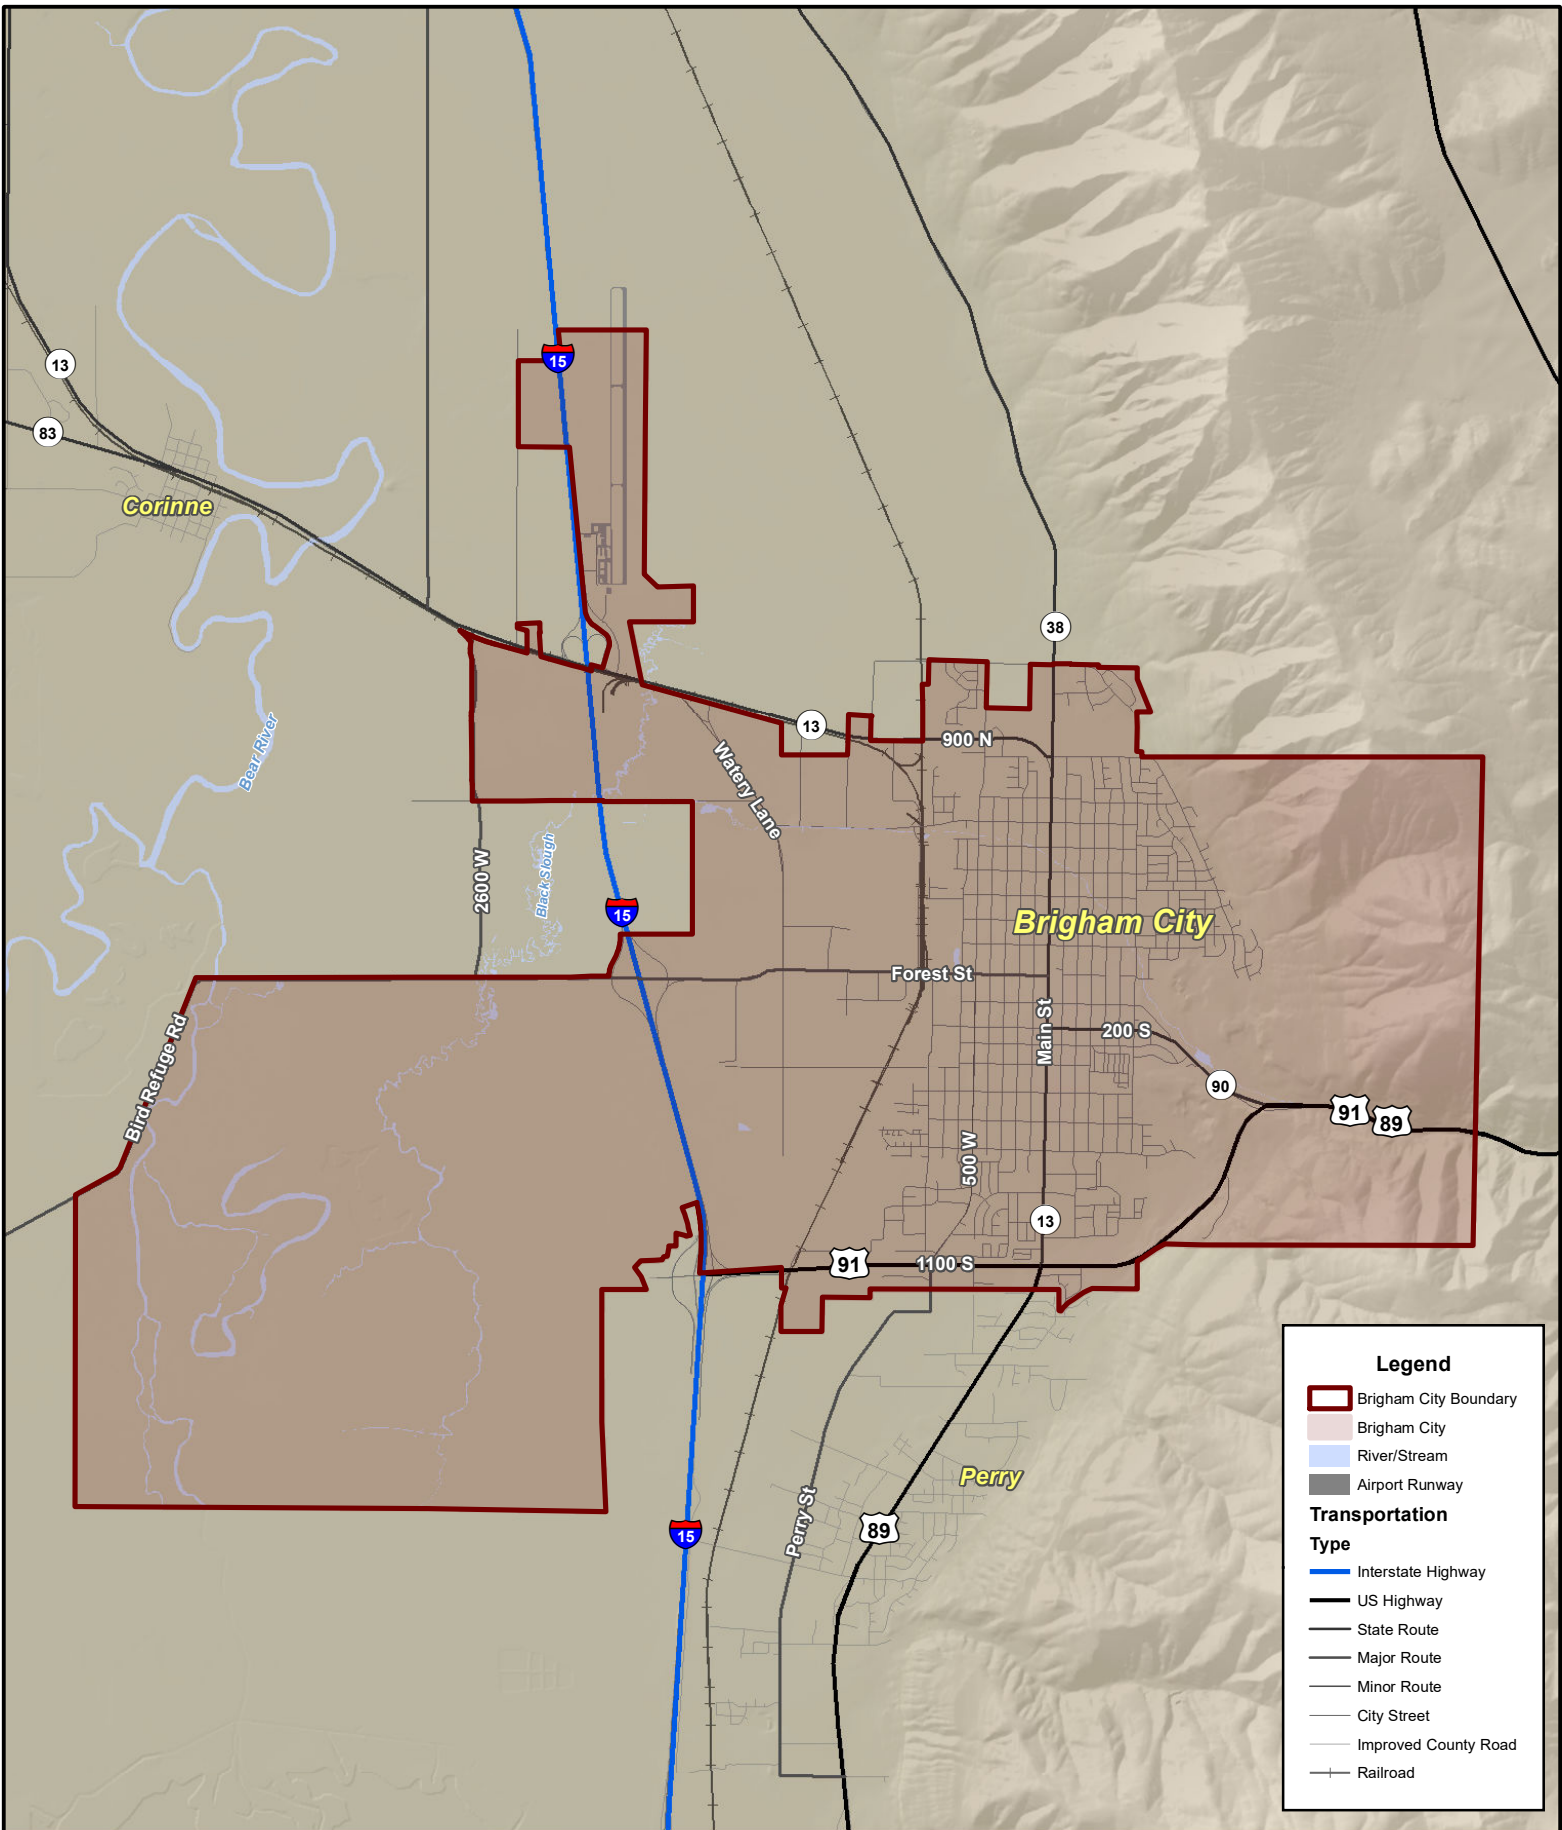 15
13
83
Corinne
38
13
900 N
Bear River
Watery Lane
2600 W
Black Slough
15
Brigham City
Forest St
Main St
200 S
Bird Refuge Rd
90
91
89
500 W
13
91
1100 S
Perry
Perry St
89
15
Legend
Brigham City Boundary
Brigham City
River/Stream
Airport Runway
Transportation
Type
Interstate Highway
US Highway
State Route
Major Route
Minor Route
City Street
Improved County Road
Railroad